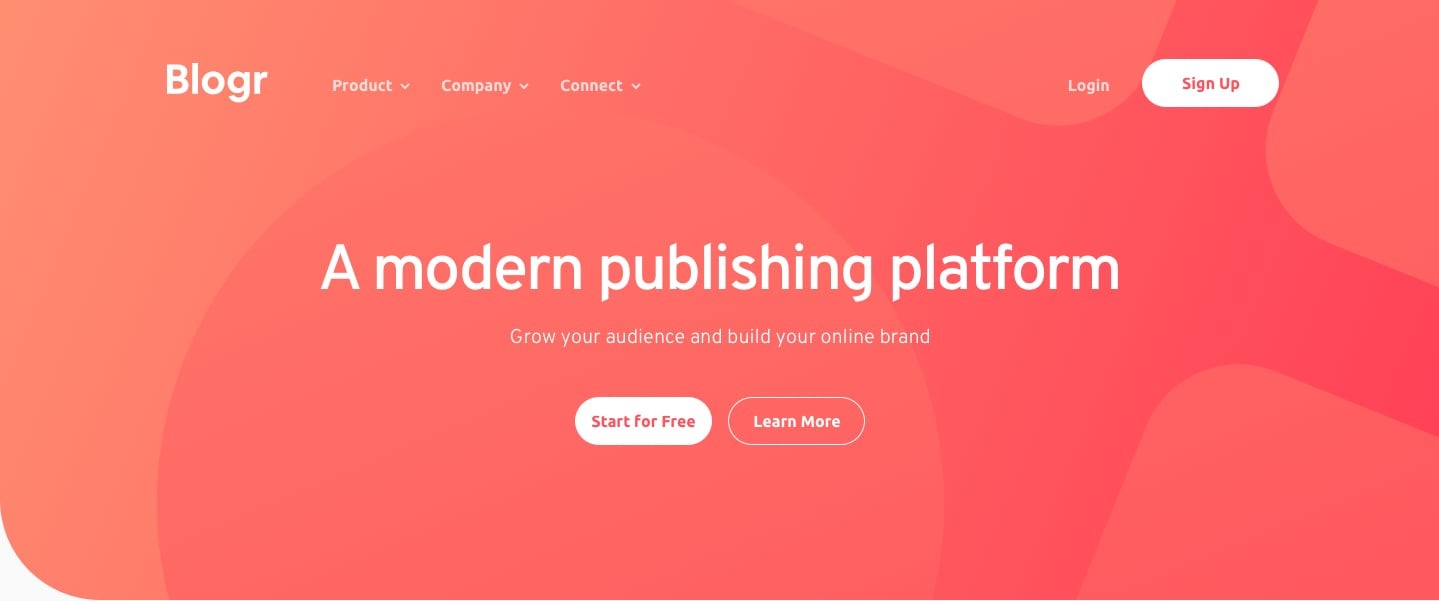 Blogr Product Company Connect Login Sign Up
A modern publishing platform
Grow your audience and build your online brand
Start for Free Learn More